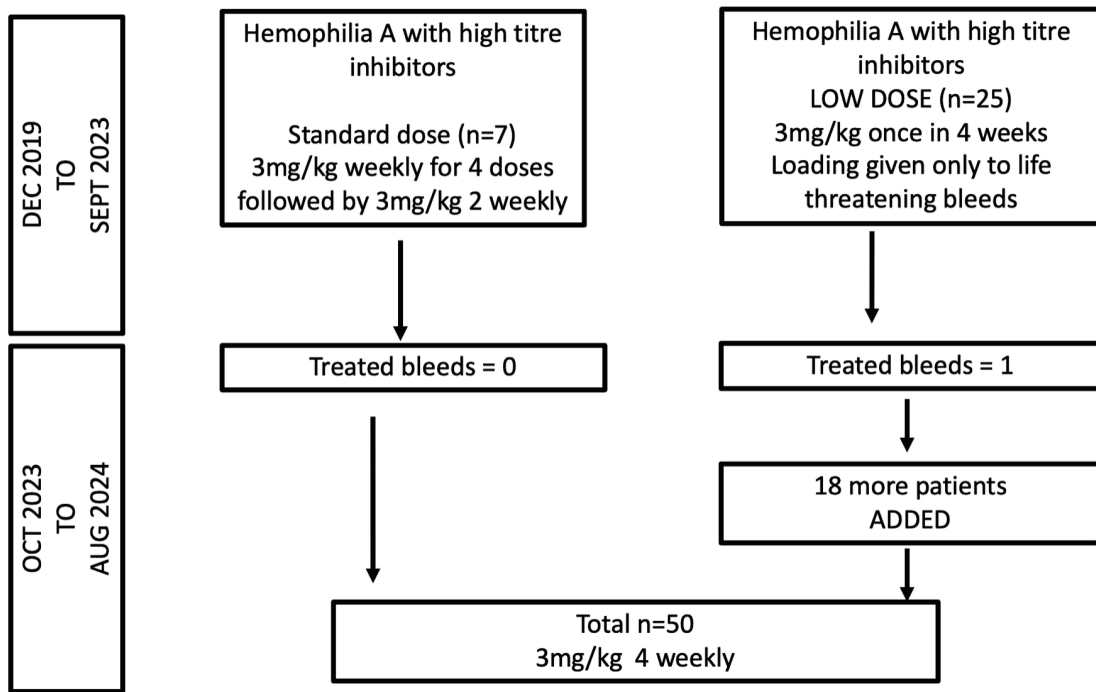 DEC 2019
TO
SEPT 2023
Hemophilia A with high titre
inhibitors
Standard dose (n=7)
3mg/kg weekly for 4 doses
followed by 3mg/kg 2 weekly
Hemophilia A with high titre
inhibitors
LOW DOSE (n=25)
3mg/kg once in 4 weeks
Loading given only to life
threatening bleeds
OCT 2023
TO
AUG 2024
Treated bleeds = 0
Treated bleeds = 1
18 more patients
ADDED
Total n=50
3mg/kg 4 weekly